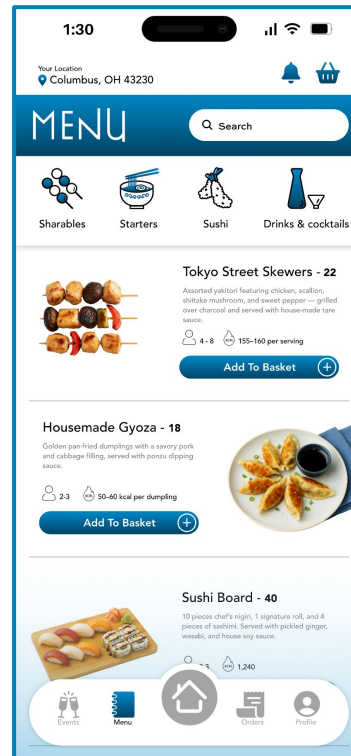 1:30
Your Location
Columbus, OH 43230
MENU
Search
Sharables
Starters
Sushi
Drinks & cocktails
Tokyo Street Skewers - 22
Assorted yakitori featuring chicken, scallion,
shiitake mushroom, and sweet pepper — grilled
over charcoal and served with house-made tare
sauce.
4 - 8
155–160 per serving
Add To Basket
Housemade Gyoza - 18
Golden pan-fried dumplings with a savory pork
and cabbage filling, served with ponzu dipping
sauce.
2-3
50–60 kcal per dumpling
Add To Basket
Sushi Board - 40
10 pieces chef's nigiri, 1 signature roll, and 4
pieces of sashimi. Served with pickled ginger,
wasabi, and house soy sauce.
1,240
Events
Menu
Orders
Profile